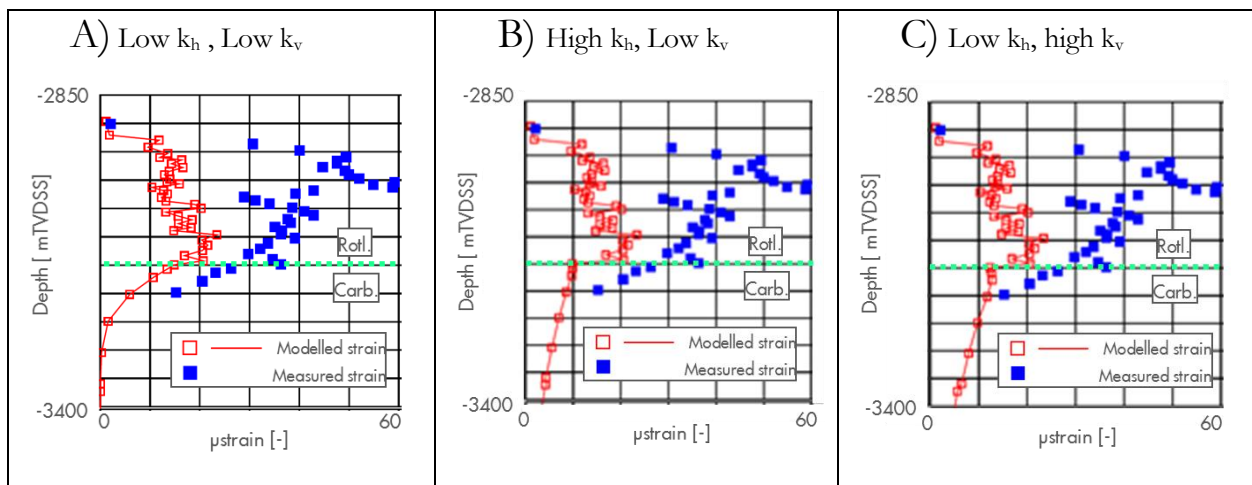 A) Low kₕ , Low kᵥ
-2850
Depth [ mTVDSS]
Rotl.
Carb.
Modelled strain
Measured strain
-3400
0
60
µstrain [-]
B) High kₕ, Low kᵥ
-2850
Depth [ mTVDSS]
Rotl.
Carb.
Modelled strain
Measured strain
-3400
0
60
µstrain [-]
C) Low kₕ, high kᵥ
-2850
Depth [ mTVDSS]
Rotl.
Carb.
Modelled strain
Measured strain
-3400
0
60
µstrain [-]